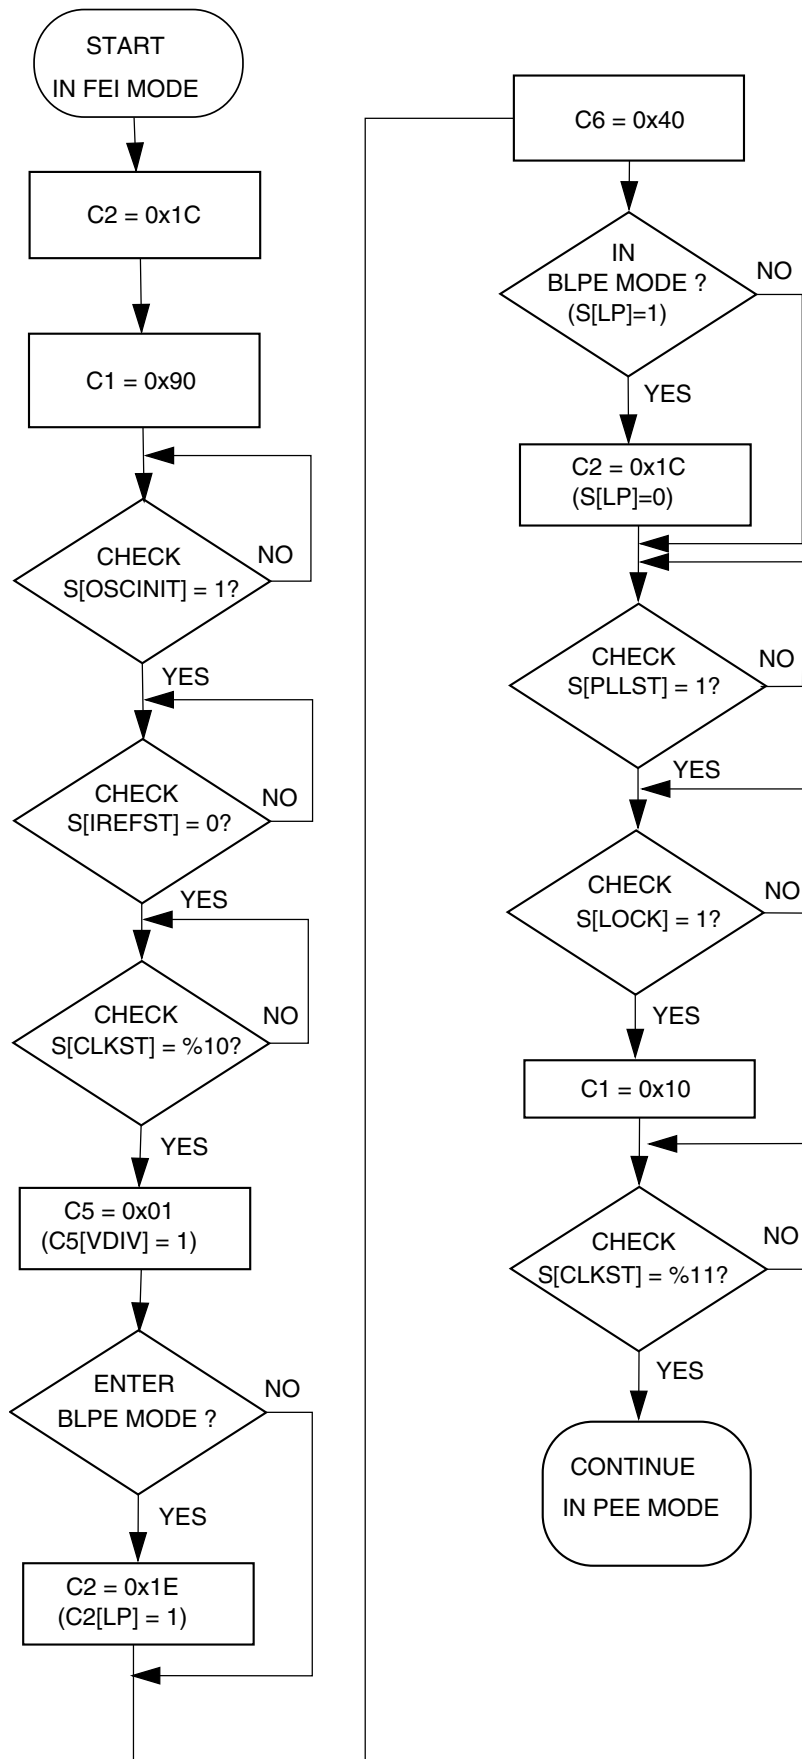 START
IN FEI MODE
C2 = 0x1C
C1 = 0x90
CHECK
S[OSCINIT] = 1?
NO
YES
CHECK
S[IREFST] = 0?
NO
YES
CHECK
S[CLKST] = %10?
NO
YES
C5 = 0x01
(C5[VDIV] = 1)
ENTER
BLPE MODE ?
NO
YES
C2 = 0x1E
(C2[LP] = 1)
C6 = 0x40
IN
BLPE MODE ?
(S[LP]=1)
NO
YES
C2 = 0x1C
(S[LP]=0)
CHECK
S[PLLST] = 1?
NO
YES
CHECK
S[LOCK] = 1?
NO
YES
C1 = 0x10
CHECK
S[CLKST] = %11?
NO
YES
CONTINUE
IN PEE MODE